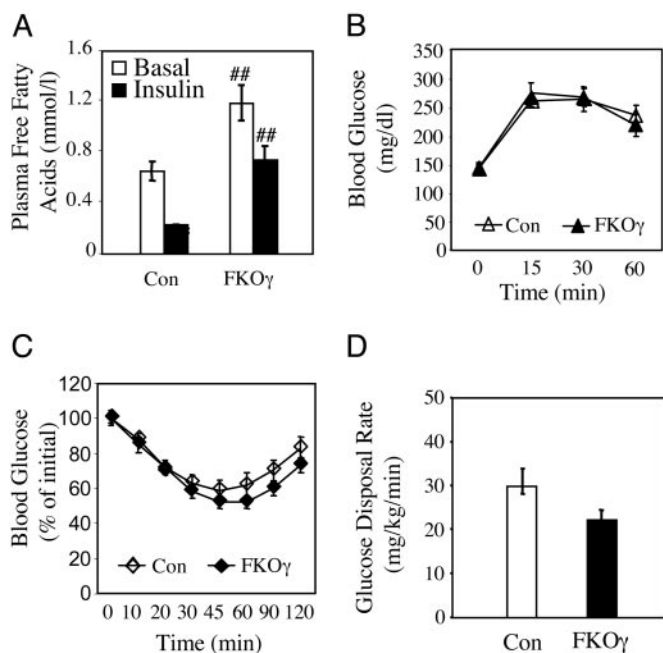 A
Plasma Free Fatty
Acids (mmol/l)
1.6
1.2
0.8
0.4
0
Basal
Insulin
##
##
Con
FKOγ
B
Blood Glucose
(mg/dl)
350
300
250
200
150
100
50
0
Con
FKOγ
0
15
30
60
Time (min)
C
Blood Glucose
(% of initial)
120
100
80
60
40
20
0
Con
FKOγ
0
10
20
30
45
60
90
120
Time (min)
D
Glucose Disposal Rate
(mg/kg/min)
50
40
30
20
10
0
Con
FKOγ